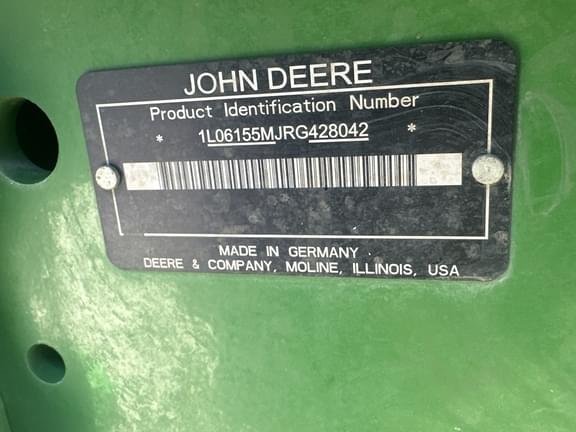 JOHN DEERE
Product Identification Number
* 1L06155MJRG428042 *
MADE IN GERMANY
DEERE & COMPANY, MOLINE, ILLINOIS, USA